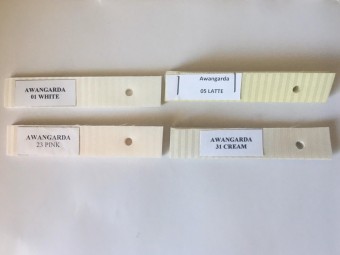 AWANGARDA
01 WHITE
Awangarda
05 LATTE
AWANGARDA
23 PINK
AWANGARDA
31 CREAM